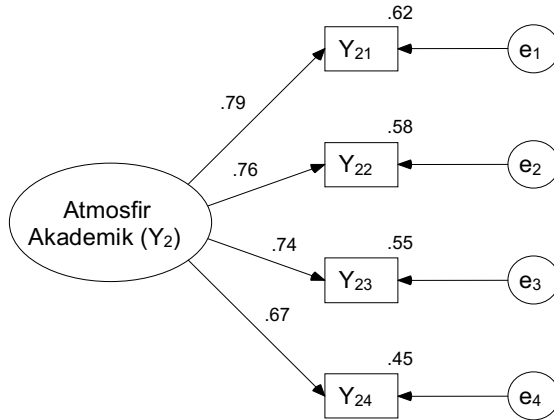 .62
Y21
e1
.79
.58
Y22
e2
.76
Atmosfir
Akademik (Y2)
.55
.74
Y23
e3
.67
.45
Y24
e4